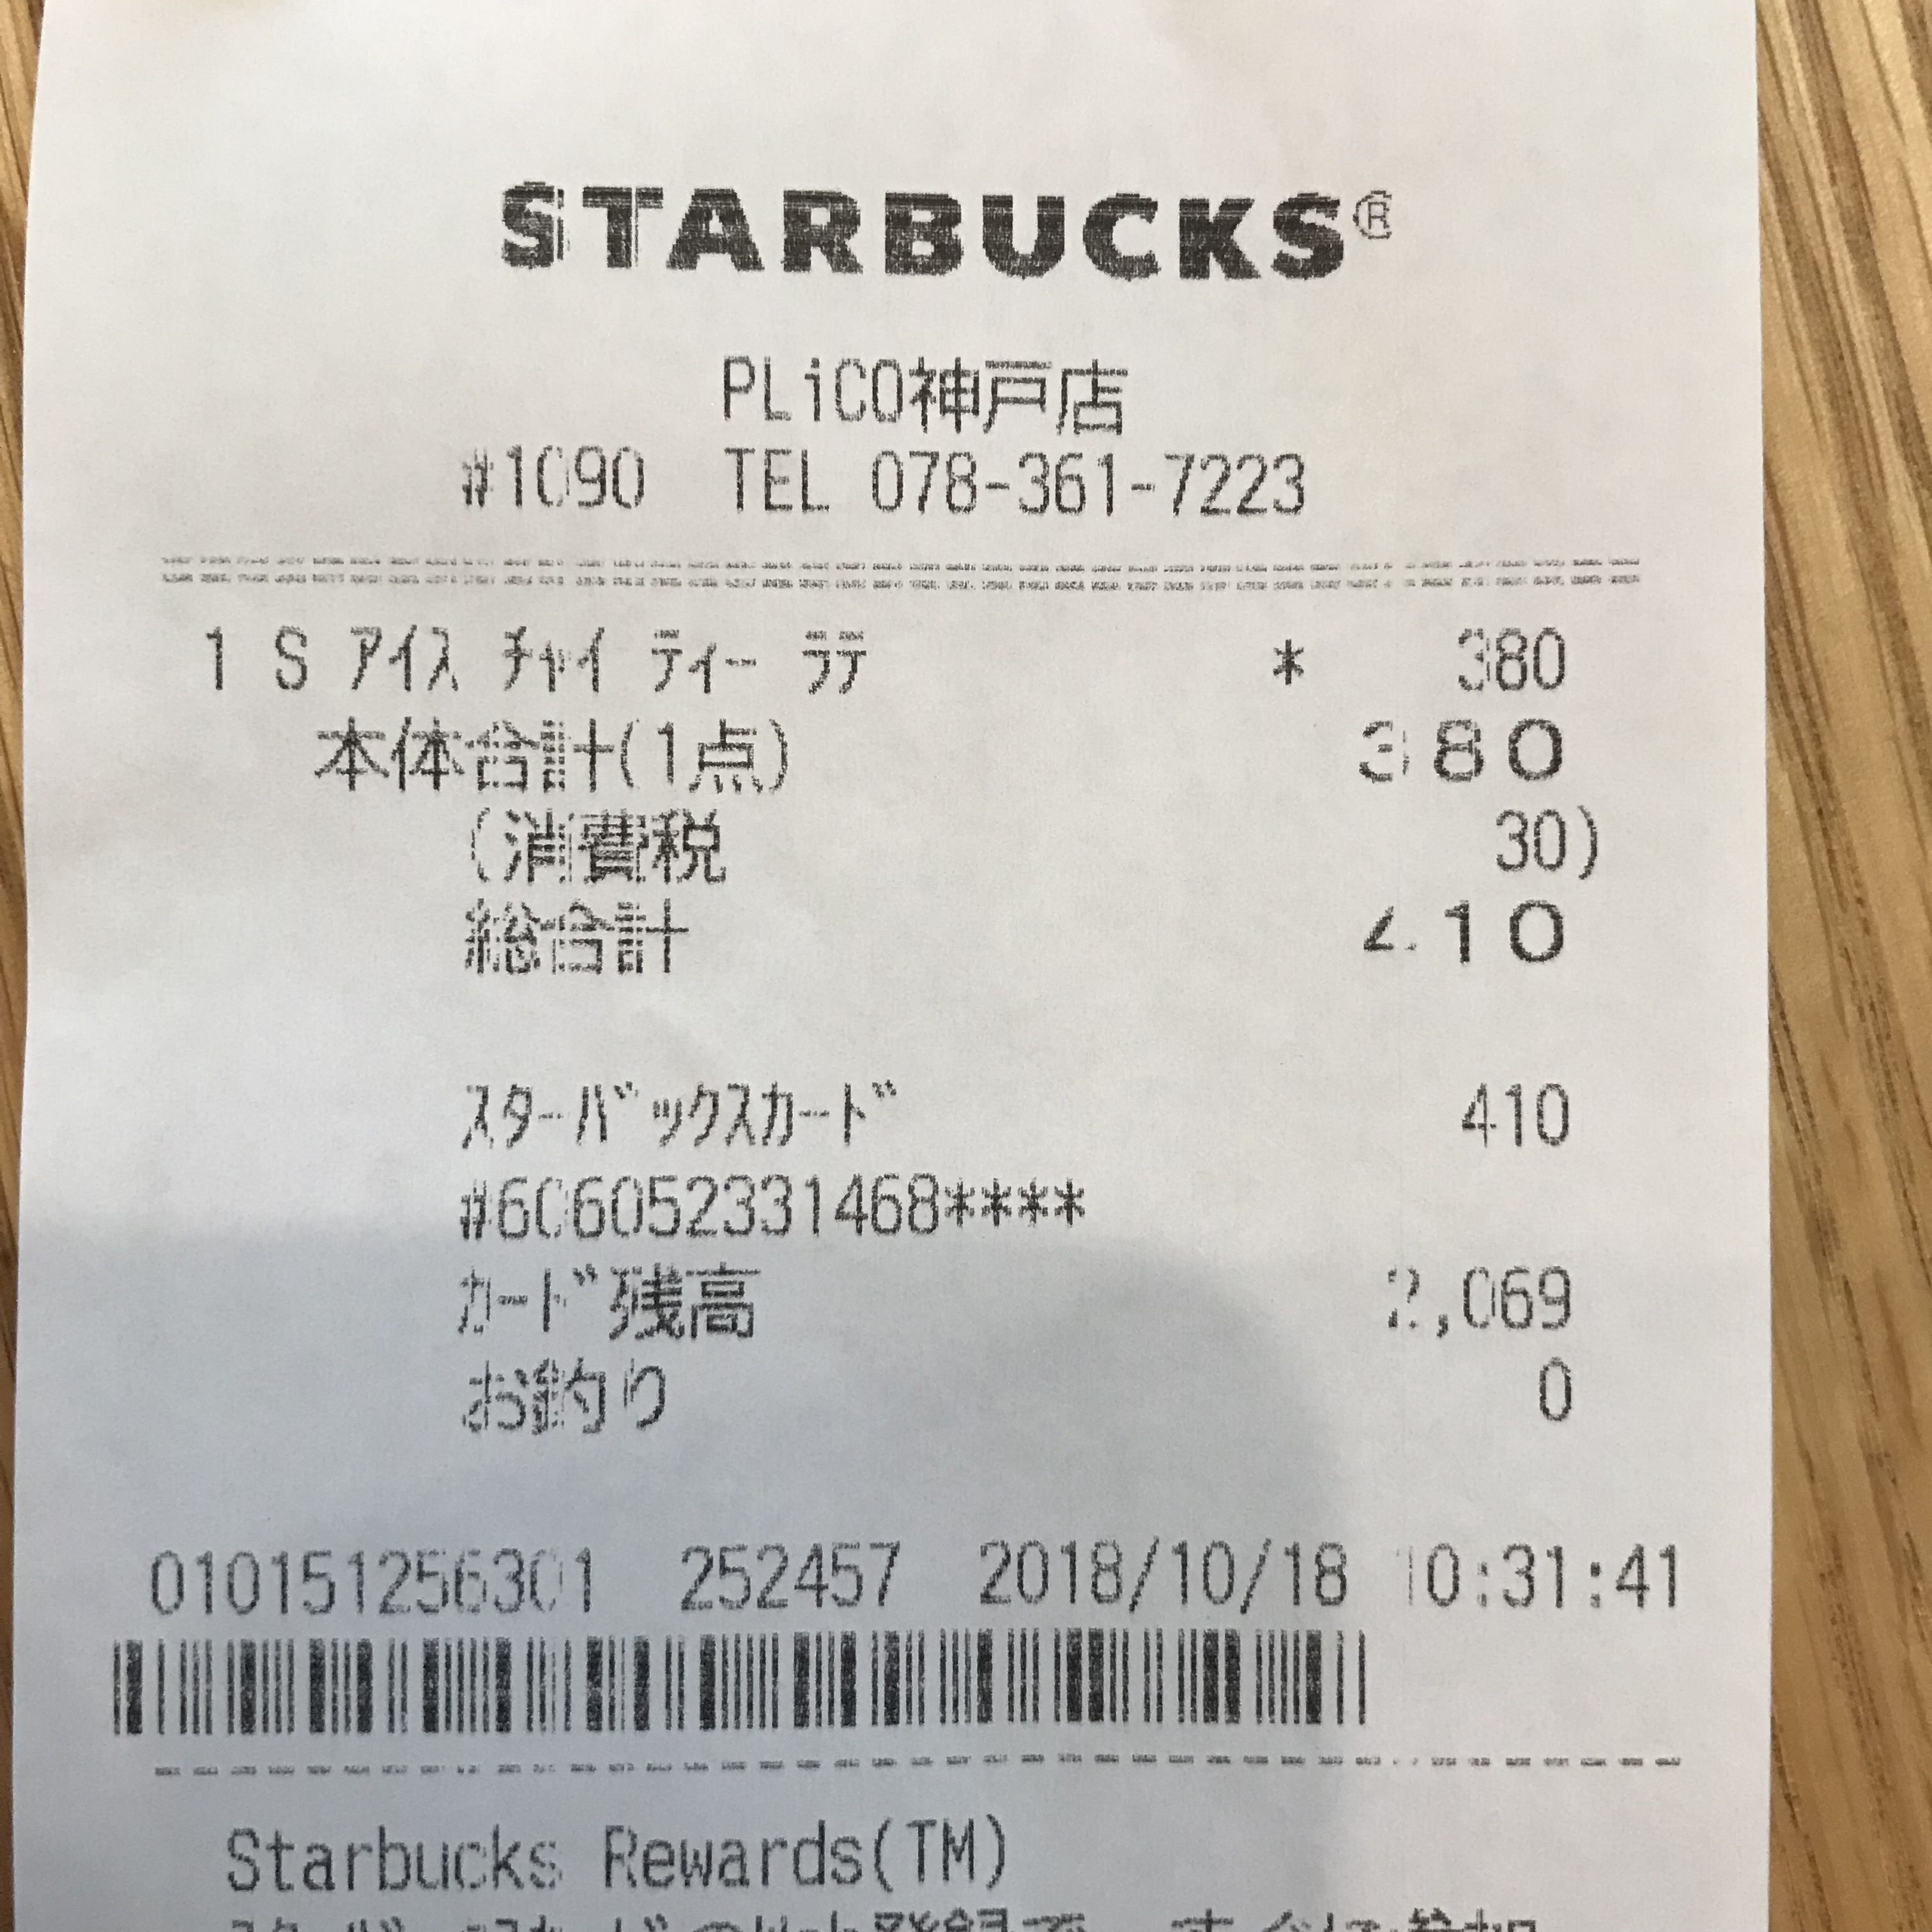 STARBUCKS®
PLiCO神戸店
#1090 TEL 078-361-7223
1 S ｱｲｽ ﾁｬｲ ﾃｨｰ ﾗﾃ * 380
本体合計(1点) 380
(消費税 30)
総合計 410
ｽﾀｰﾊﾞｯｸｽｶｰﾄﾞ 410
#606052331468****
ｶｰﾄﾞ残高 2,069
お釣り 0
010151256301 252457 2018/10/18 10:31:41
Starbucks Rewards(TM)